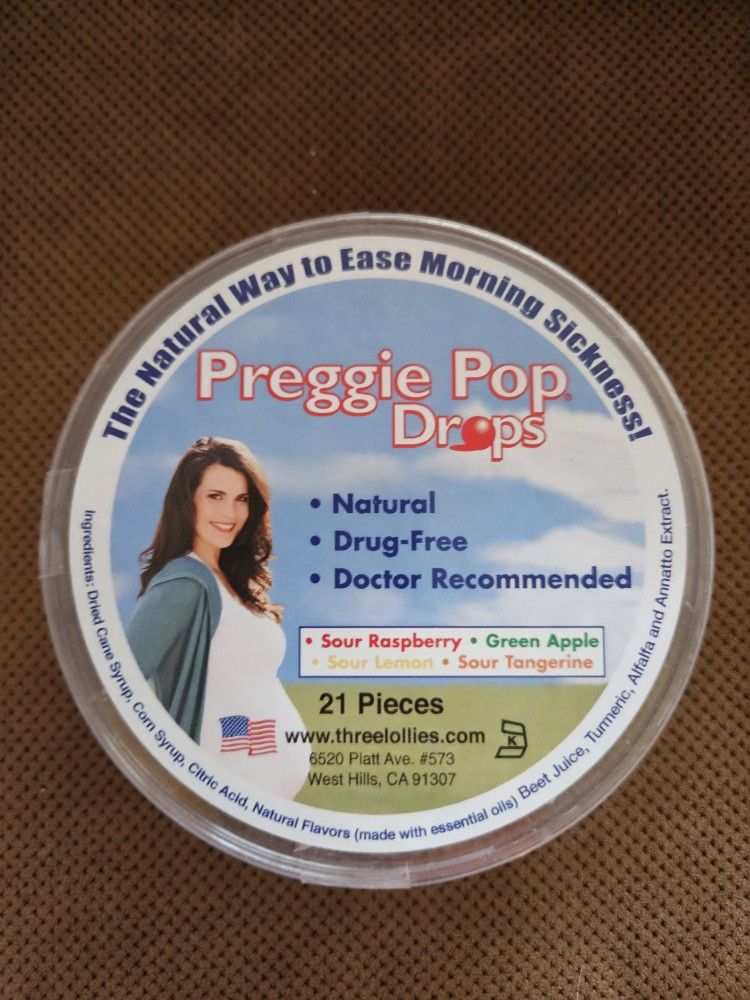 The Natural Way to Ease Morning Sickness!
Preggie Pop®
Drops
• Natural
• Drug-Free
• Doctor Recommended
• Sour Raspberry • Green Apple
• Sour Lemon • Sour Tangerine
21 Pieces
www.threelollies.com
K
6520 Platt Ave. #573
West Hills, CA 91307
Ingredients: Dried Cane Syrup, Corn Syrup, Citric Acid, Natural Flavors (made with essential oils) Beet Juice, Turmeric, Alfalfa and Annatto Extract.